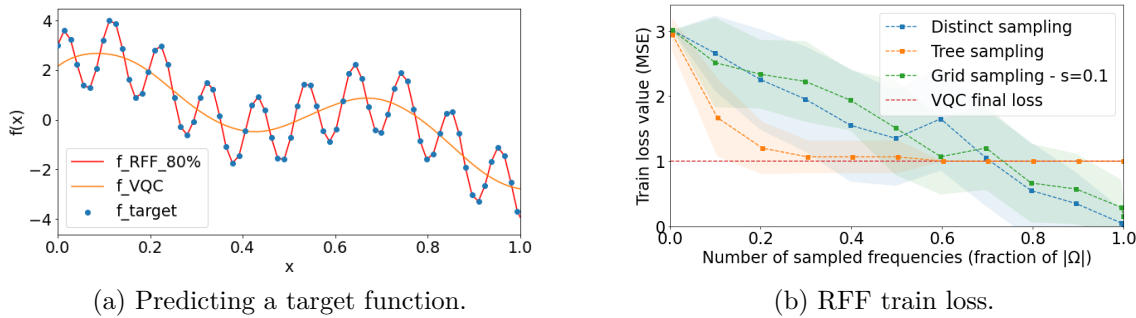 4
2
0
−2
−4
f(x)
f_RFF_80%
f_VQC
f_target
0.0
0.2
0.4
0.6
0.8
1.0
x
(a) Predicting a target function.
3
2
1
0
Train loss value (MSE)
Distinct sampling
Tree sampling
Grid sampling - s=0.1
VQC final loss
0.0
0.2
0.4
0.6
0.8
1.0
Number of sampled frequencies (fraction of |Ω|)
(b) RFF train loss.